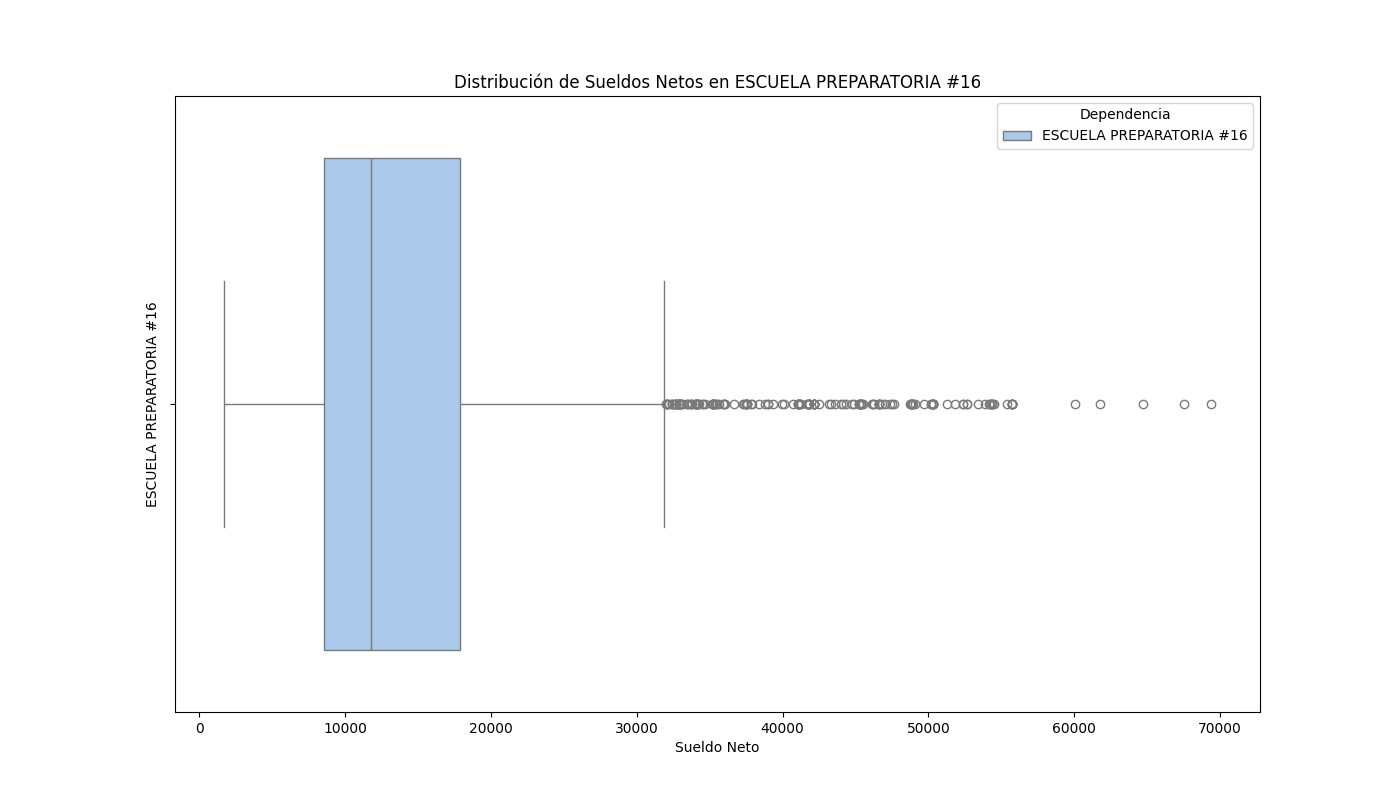 Distribución de Sueldos Netos en ESCUELA PREPARATORIA #16
Dependencia
ESCUELA PREPARATORIA #16
ESCUELA PREPARATORIA #16
0 10000 20000 30000 40000 50000 60000 70000
Sueldo Neto